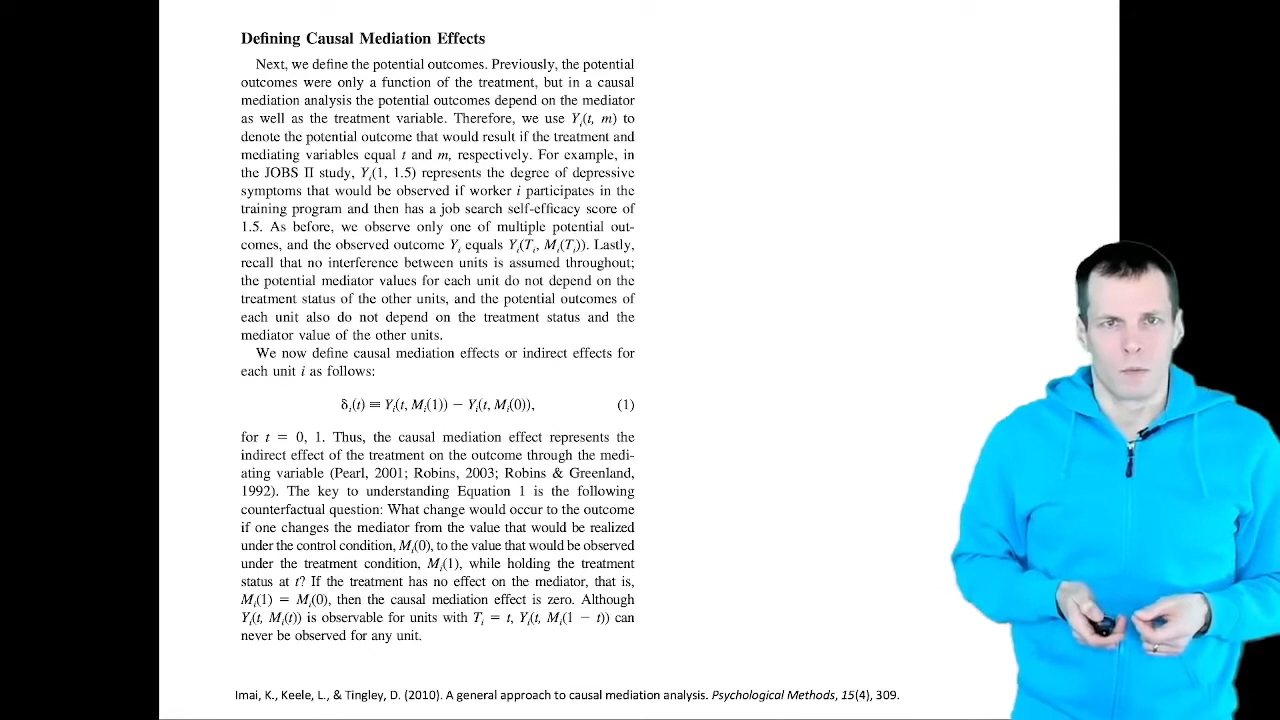 Defining Causal Mediation Effects
Next, we define the potential outcomes. Previously, the potential
outcomes were only a function of the treatment, but in a causal
mediation analysis the potential outcomes depend on the mediator
as well as the treatment variable. Therefore, we use Yᵢ(t, m) to
denote the potential outcome that would result if the treatment and
mediating variables equal t and m, respectively. For example, in
the JOBS II study, Yᵢ(1, 1.5) represents the degree of depressive
symptoms that would be observed if worker i participates in the
training program and then has a job search self-efficacy score of
1.5. As before, we observe only one of multiple potential out-
comes, and the observed outcome Yᵢ equals Yᵢ(Tᵢ, Mᵢ(Tᵢ)). Lastly,
recall that no interference between units is assumed throughout;
the potential mediator values for each unit do not depend on the
treatment status of the other units, and the potential outcomes of
each unit also do not depend on the treatment status and the
mediator value of the other units.
We now define causal mediation effects or indirect effects for
each unit i as follows:
δᵢ(t) ≡ Yᵢ(t, Mᵢ(1)) − Yᵢ(t, Mᵢ(0)), (1)
for t = 0, 1. Thus, the causal mediation effect represents the
indirect effect of the treatment on the outcome through the medi-
ating variable (Pearl, 2001; Robins, 2003; Robins & Greenland,
1992). The key to understanding Equation 1 is the following
counterfactual question: What change would occur to the outcome
if one changes the mediator from the value that would be realized
under the control condition, Mᵢ(0), to the value that would be observed
under the treatment condition, Mᵢ(1), while holding the treatment
status at t? If the treatment has no effect on the mediator, that is,
Mᵢ(1) = Mᵢ(0), then the causal mediation effect is zero. Although
Yᵢ(t, Mᵢ(t)) is observable for units with Tᵢ = t, Yᵢ(t, Mᵢ(1 − t)) can
never be observed for any unit.
Imai, K., Keele, L., & Tingley, D. (2010). A general approach to causal mediation analysis. Psychological Methods, 15(4), 309.